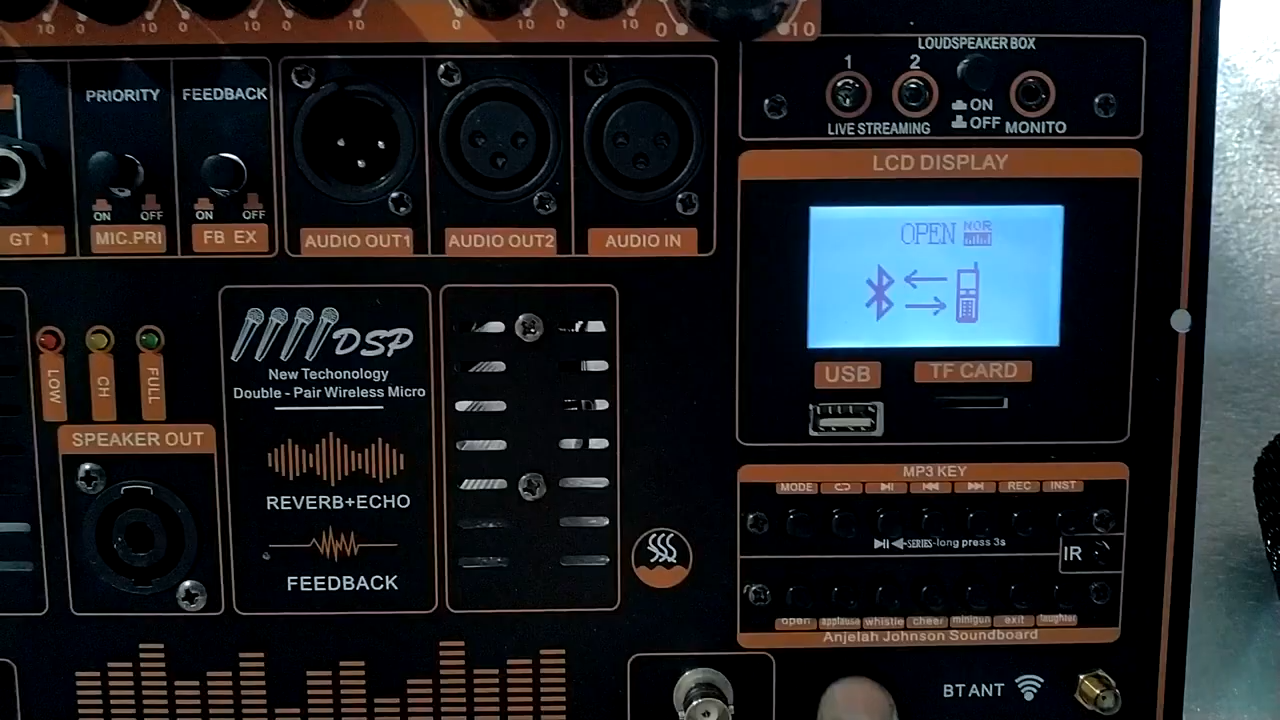 10 0 10 0 10 0 10 0 10
LOUDSPEAKER BOX
1 2
ON
OFF
LIVE STREAMING MONITO
PRIORITY FEEDBACK
ON OFF ON OFF
GT 1 MIC.PRI FB EX AUDIO OUT1 AUDIO OUT2 AUDIO IN
LCD DISPLAY
OPEN NOR
USB TF CARD
LOW CH FULL
SPEAKER OUT
DSP
New Techonology
Double - Pair Wireless Micro
REVERB+ECHO
FEEDBACK
MP3 KEY
MODE REC INST
SERIES-long press 3s
IR
open applause whistle cheer minigun exit laughter
Anjelah Johnson Soundboard
BT ANT